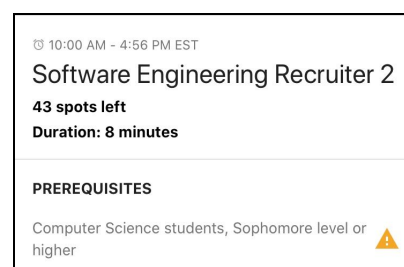 10:00 AM - 4:56 PM EST
Software Engineering Recruiter 2
43 spots left
Duration: 8 minutes
PREREQUISITES
Computer Science students, Sophomore level or
higher